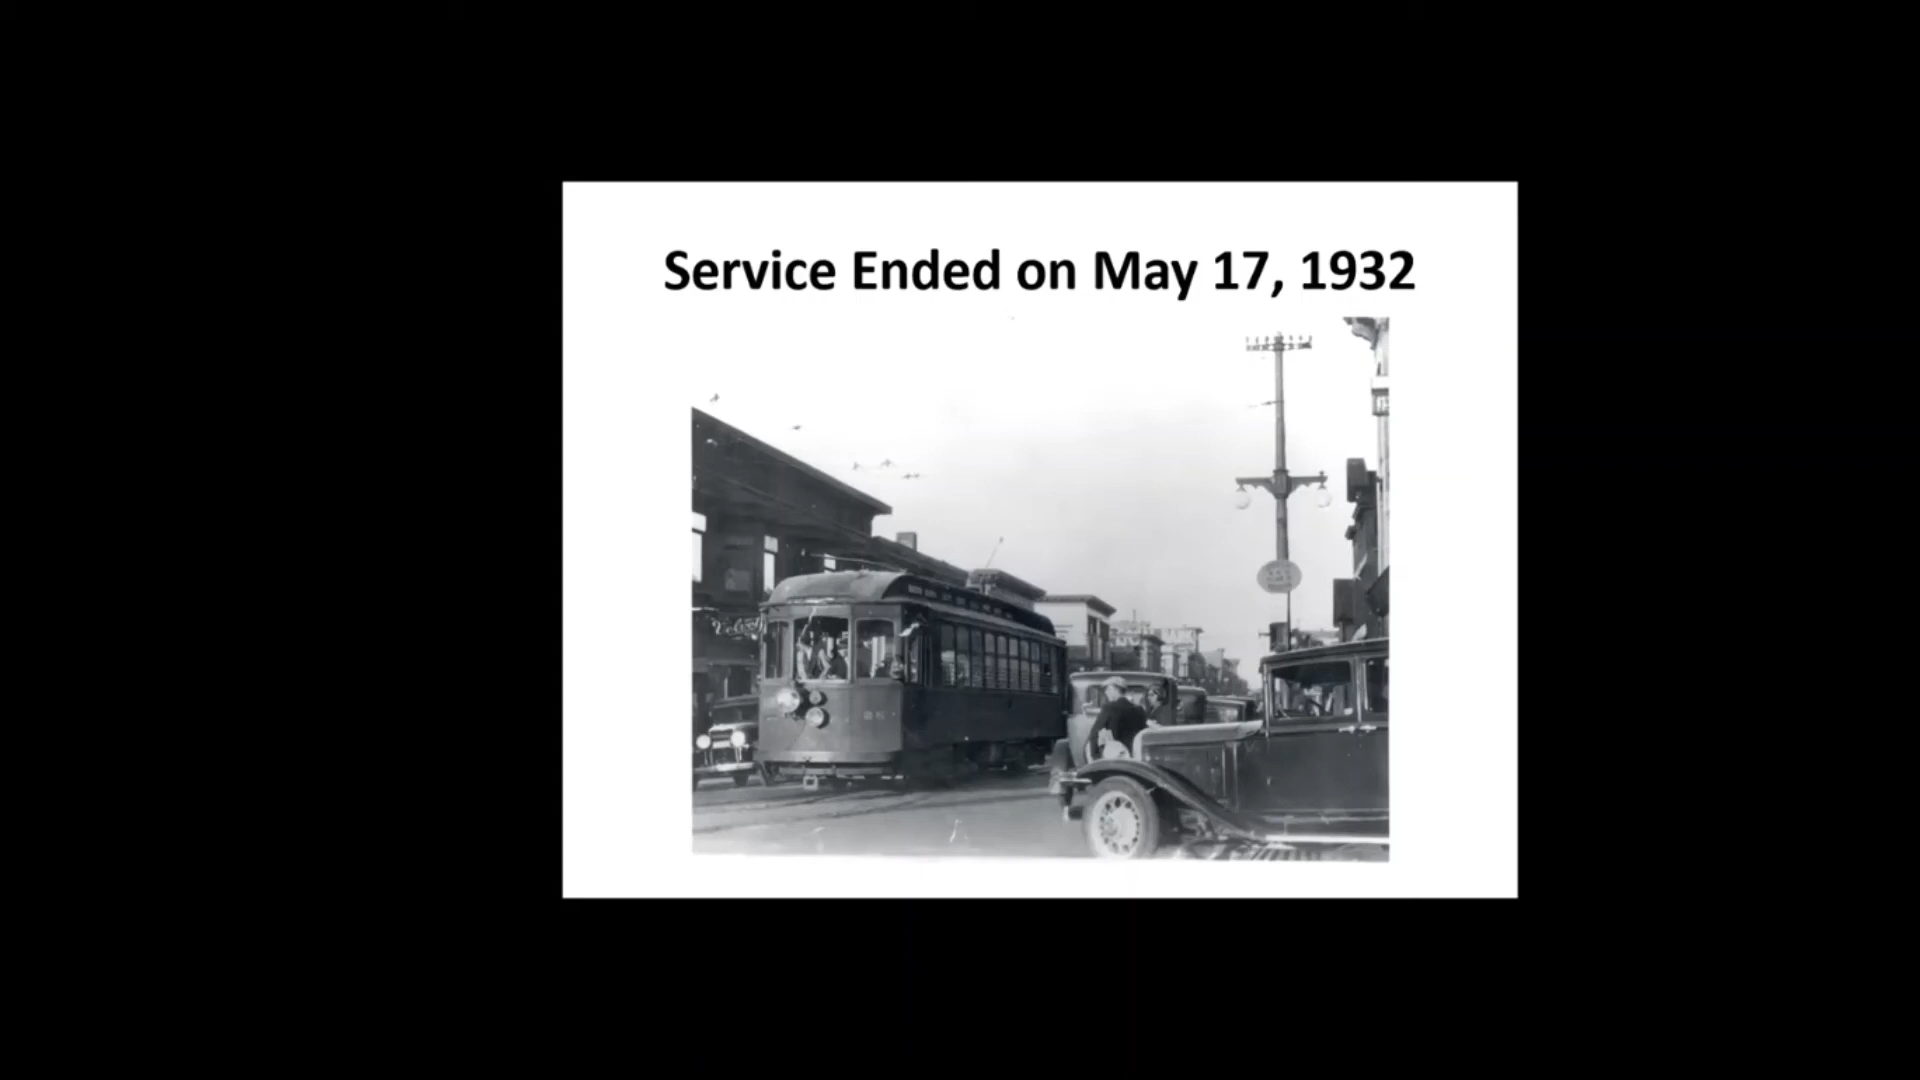 Service Ended on May 17, 1932